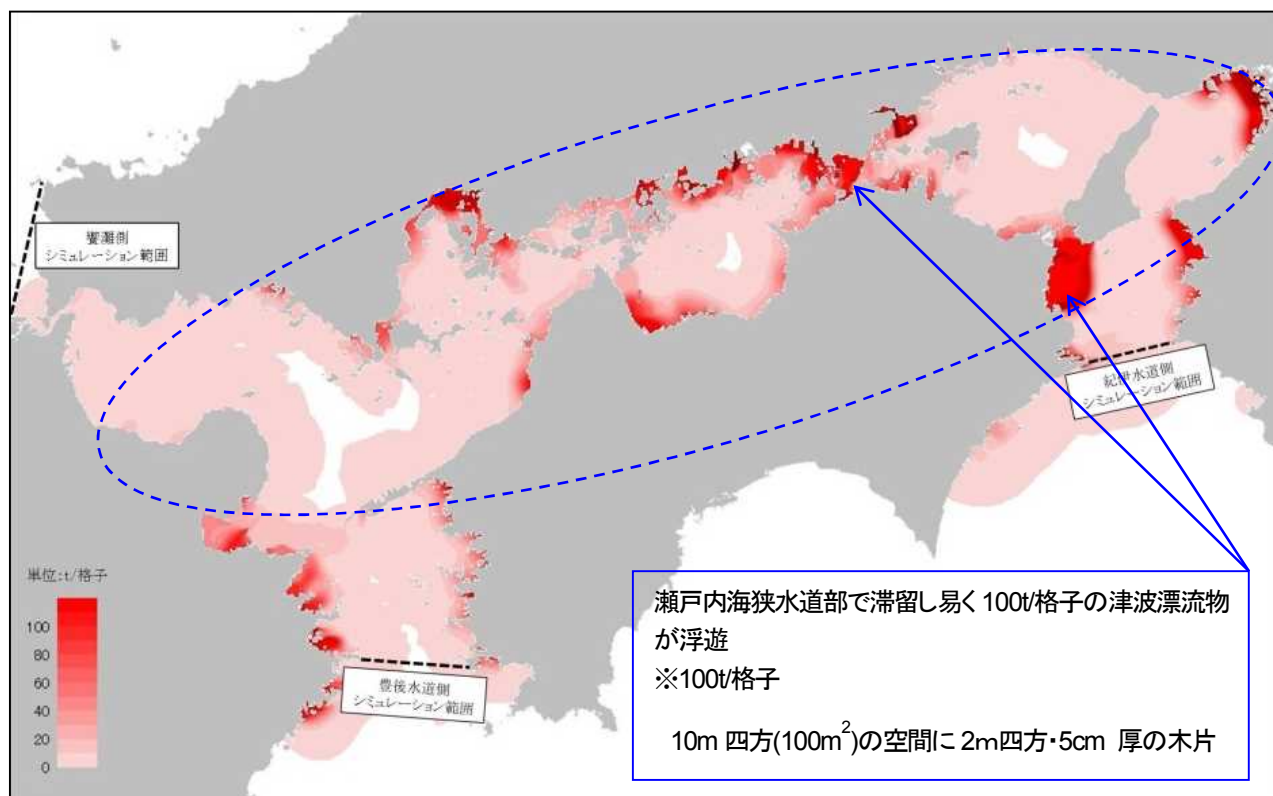 響灘側
シミュレーション範囲
紀伊水道側
シミュレーション範囲
単位:t/格子
100
80
60
40
20
0
豊後水道側
シミュレーション範囲
瀬戸内海狭水道部で滞留し易く100t/格子の津波漂流物
が浮遊
※100t/格子
10m 四方(100m²)の空間に2m四方・5cm 厚の木片